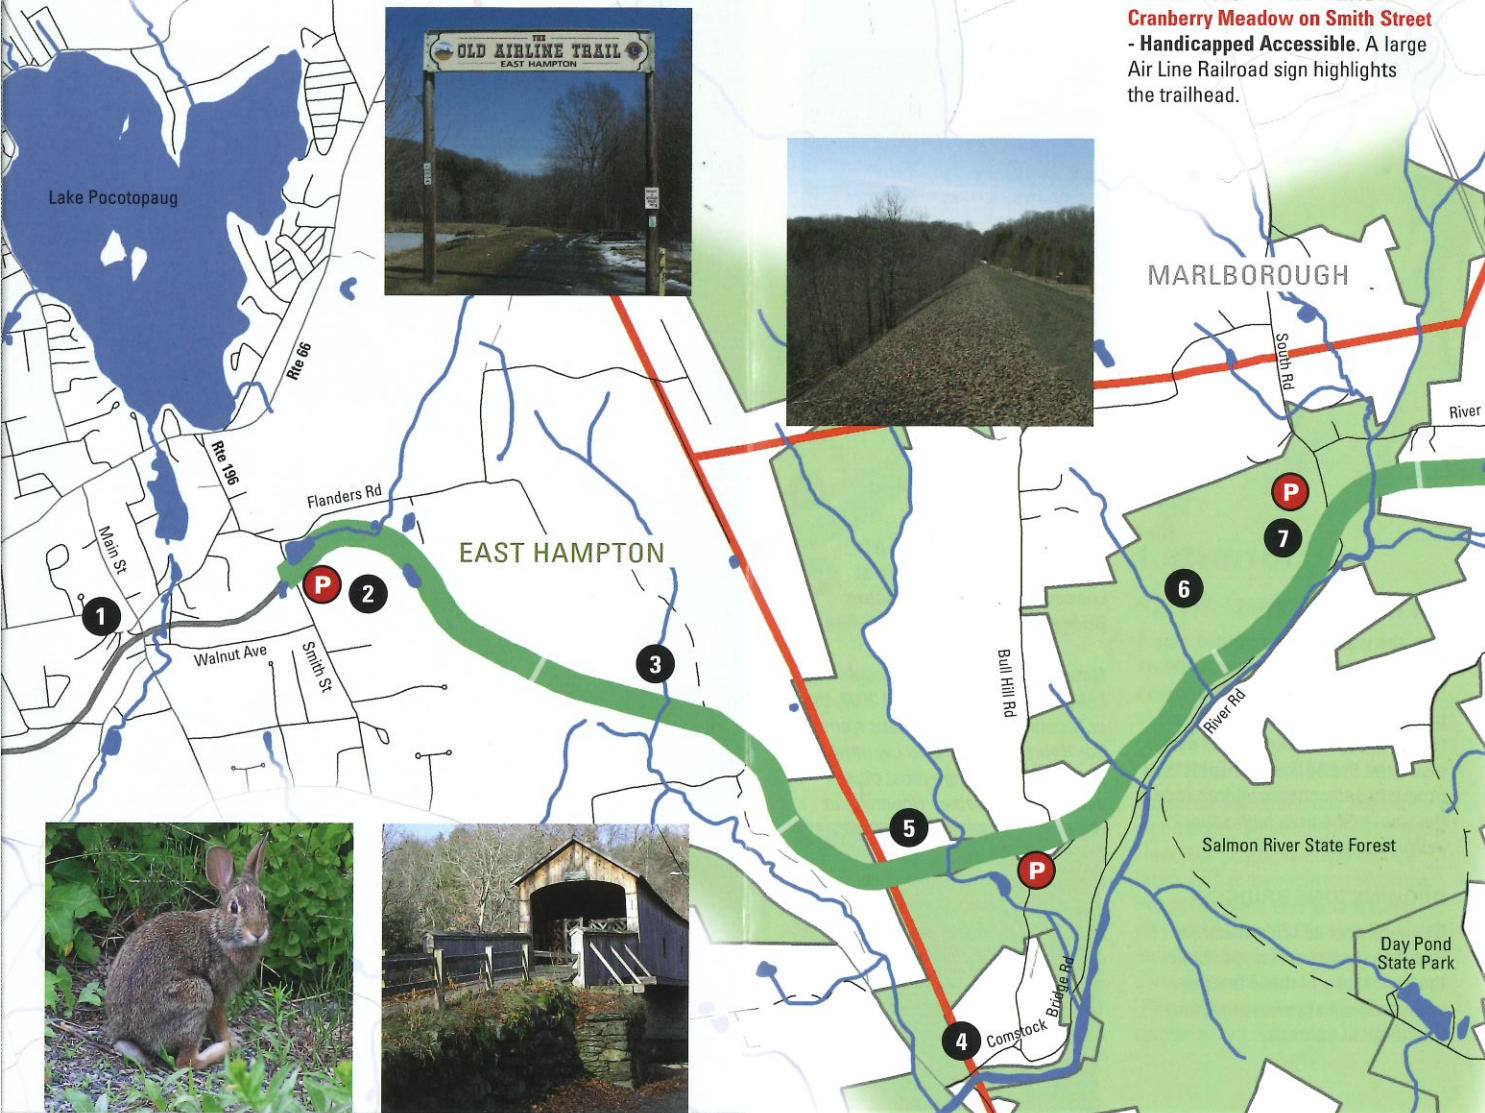 Cranberry Meadow on Smith Street
- Handicapped Accessible. A large
Air Line Railroad sign highlights
the trailhead.
THE
OLD AIRLINE TRAIL
EAST HAMPTON
Lake Pocotopaug
MARLBOROUGH
Rte 66
South Rd
River
Rte 196
Flanders Rd
P
7
Main St
EAST HAMPTON
P
2
6
1
Walnut Ave
Smith St
3
Bull Hill Rd
River Rd
5
Salmon River State Forest
P
Day Pond
State Park
4
Comstock Bridge Rd